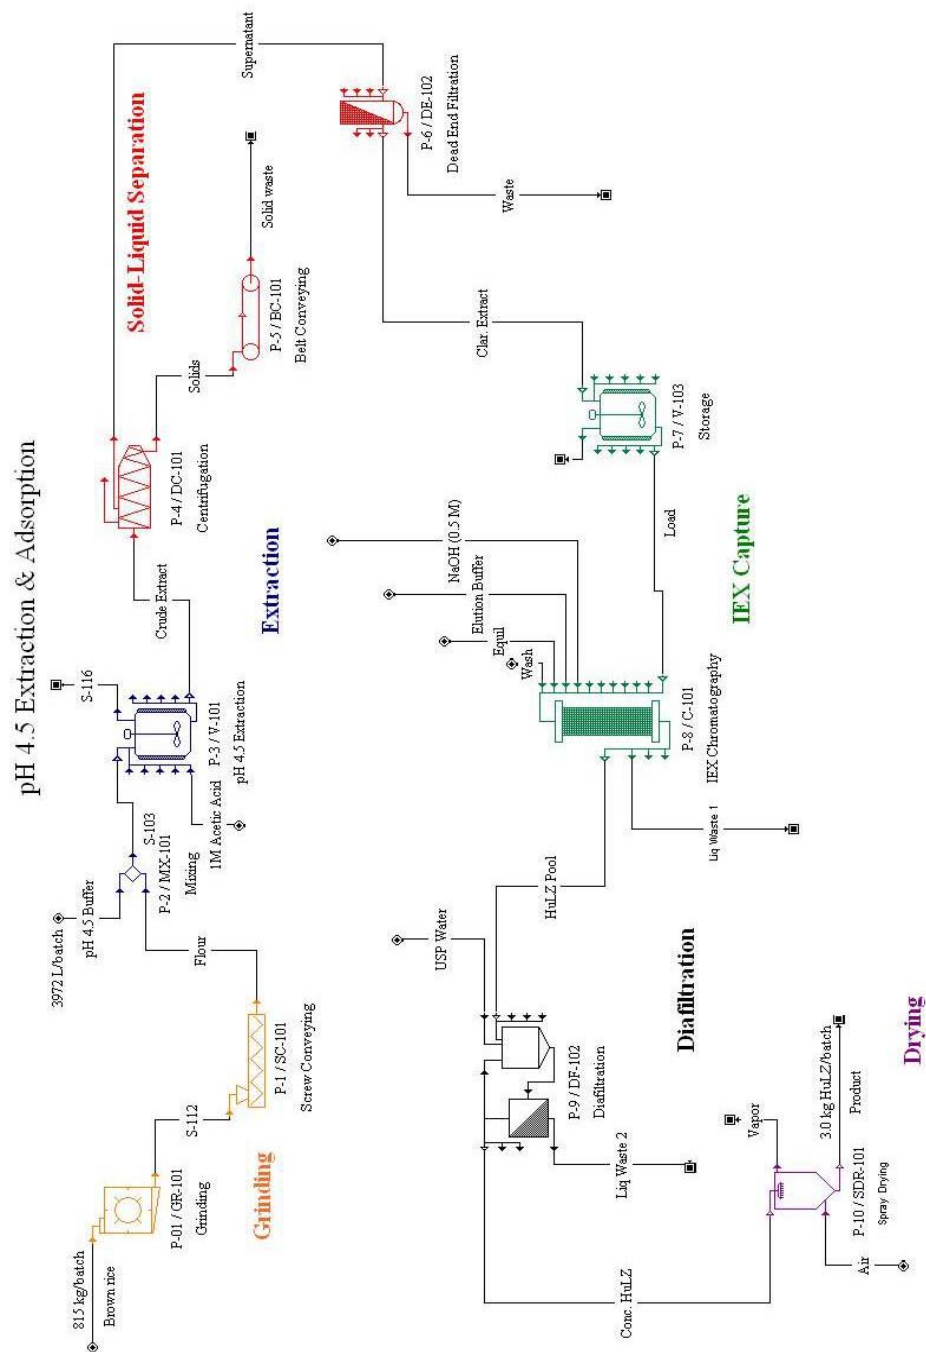 pH 4.5 Extraction & Adsorption
815 kg/batch
Brown rice
P-01 / GR-101
Grinding
Grinding
S-112
P-1 / SC-101
Screw Conveying
Flour
3972 L/batch
pH 4.5 Buffer
P-2 / MX-101
Mixing
S-103
1M Acetic Acid
S-116
P-3 / V-101
pH 4.5 Extraction
Extraction
Crude Extract
P-4 / DC-101
Centrifugation
Solid-Liquid Separation
Solids
P-5 / BC-101
Belt Conveying
Solid waste
Supernatant
P-6 / DE-102
Dead End Filtration
Waste
Clar. Extract
P-7 / V-103
Storage
Load
IEX Capture
NaOH (0.5 M)
Elution Buffer
Equil
Wash
P-8 / C-101
IEX Chromatography
Liq Waste 1
HuLZ Pool
USP Water
P-9 / DF-102
Diafiltration
Diafiltration
Liq Waste 2
Conc. HuLZ
Drying
Vapor
P-10 / SDR-101
Spray Drying
Air
3.0 kg HuLZ/batch
Product